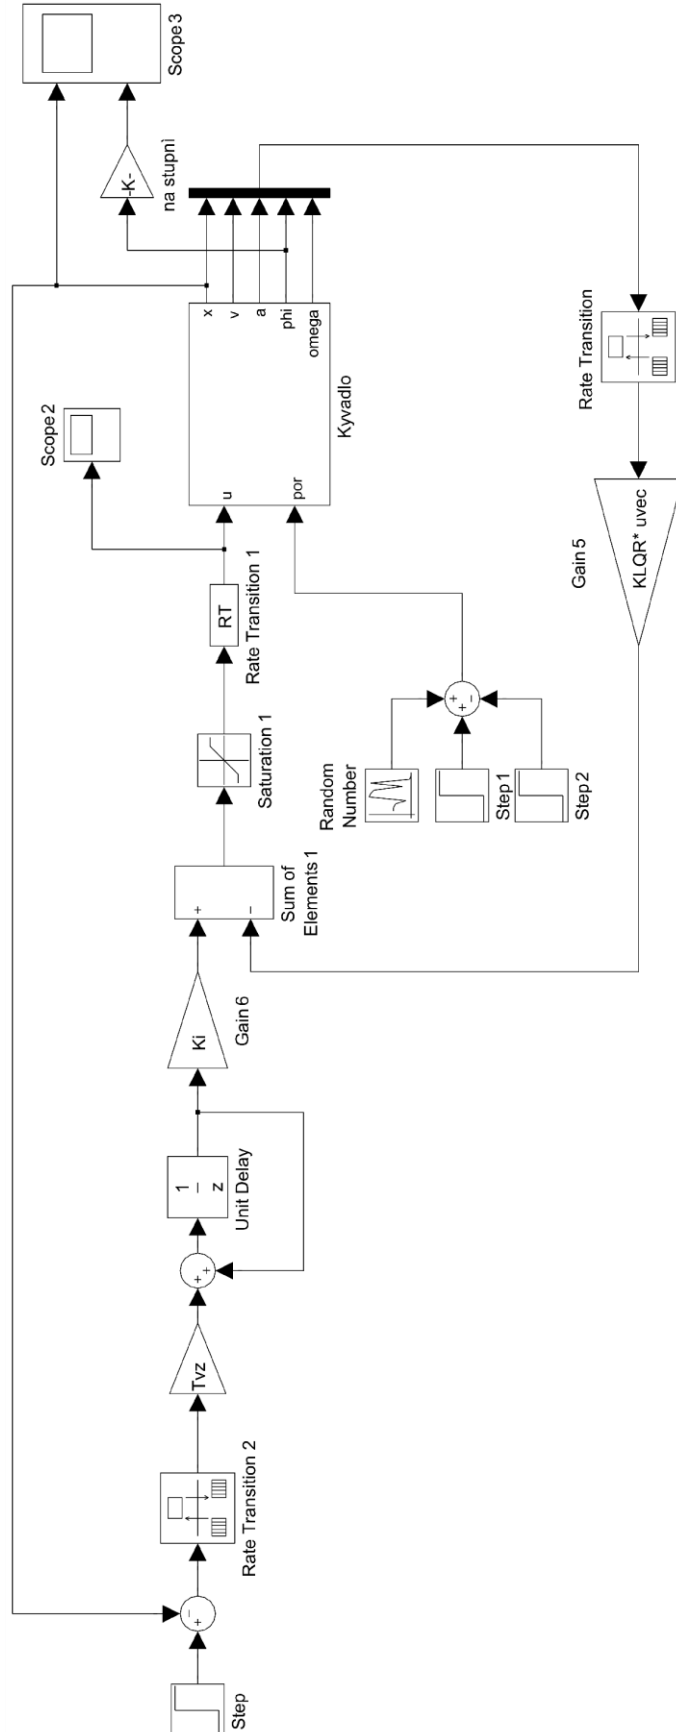 Step
+
−
Rate Transition 2
Tvz
+
+
1
z
Unit Delay
Ki
Gain 6
+
−
Sum of
Elements 1
Saturation 1
RT
Rate Transition 1
Scope 2
u
por
x
v
a
phi
omega
Kyvadlo
-K-
na stupni
Scope 3
Random
Number
Step1
Step2
+
+
−
Rate Transition
KLQR* uvec
Gain 5